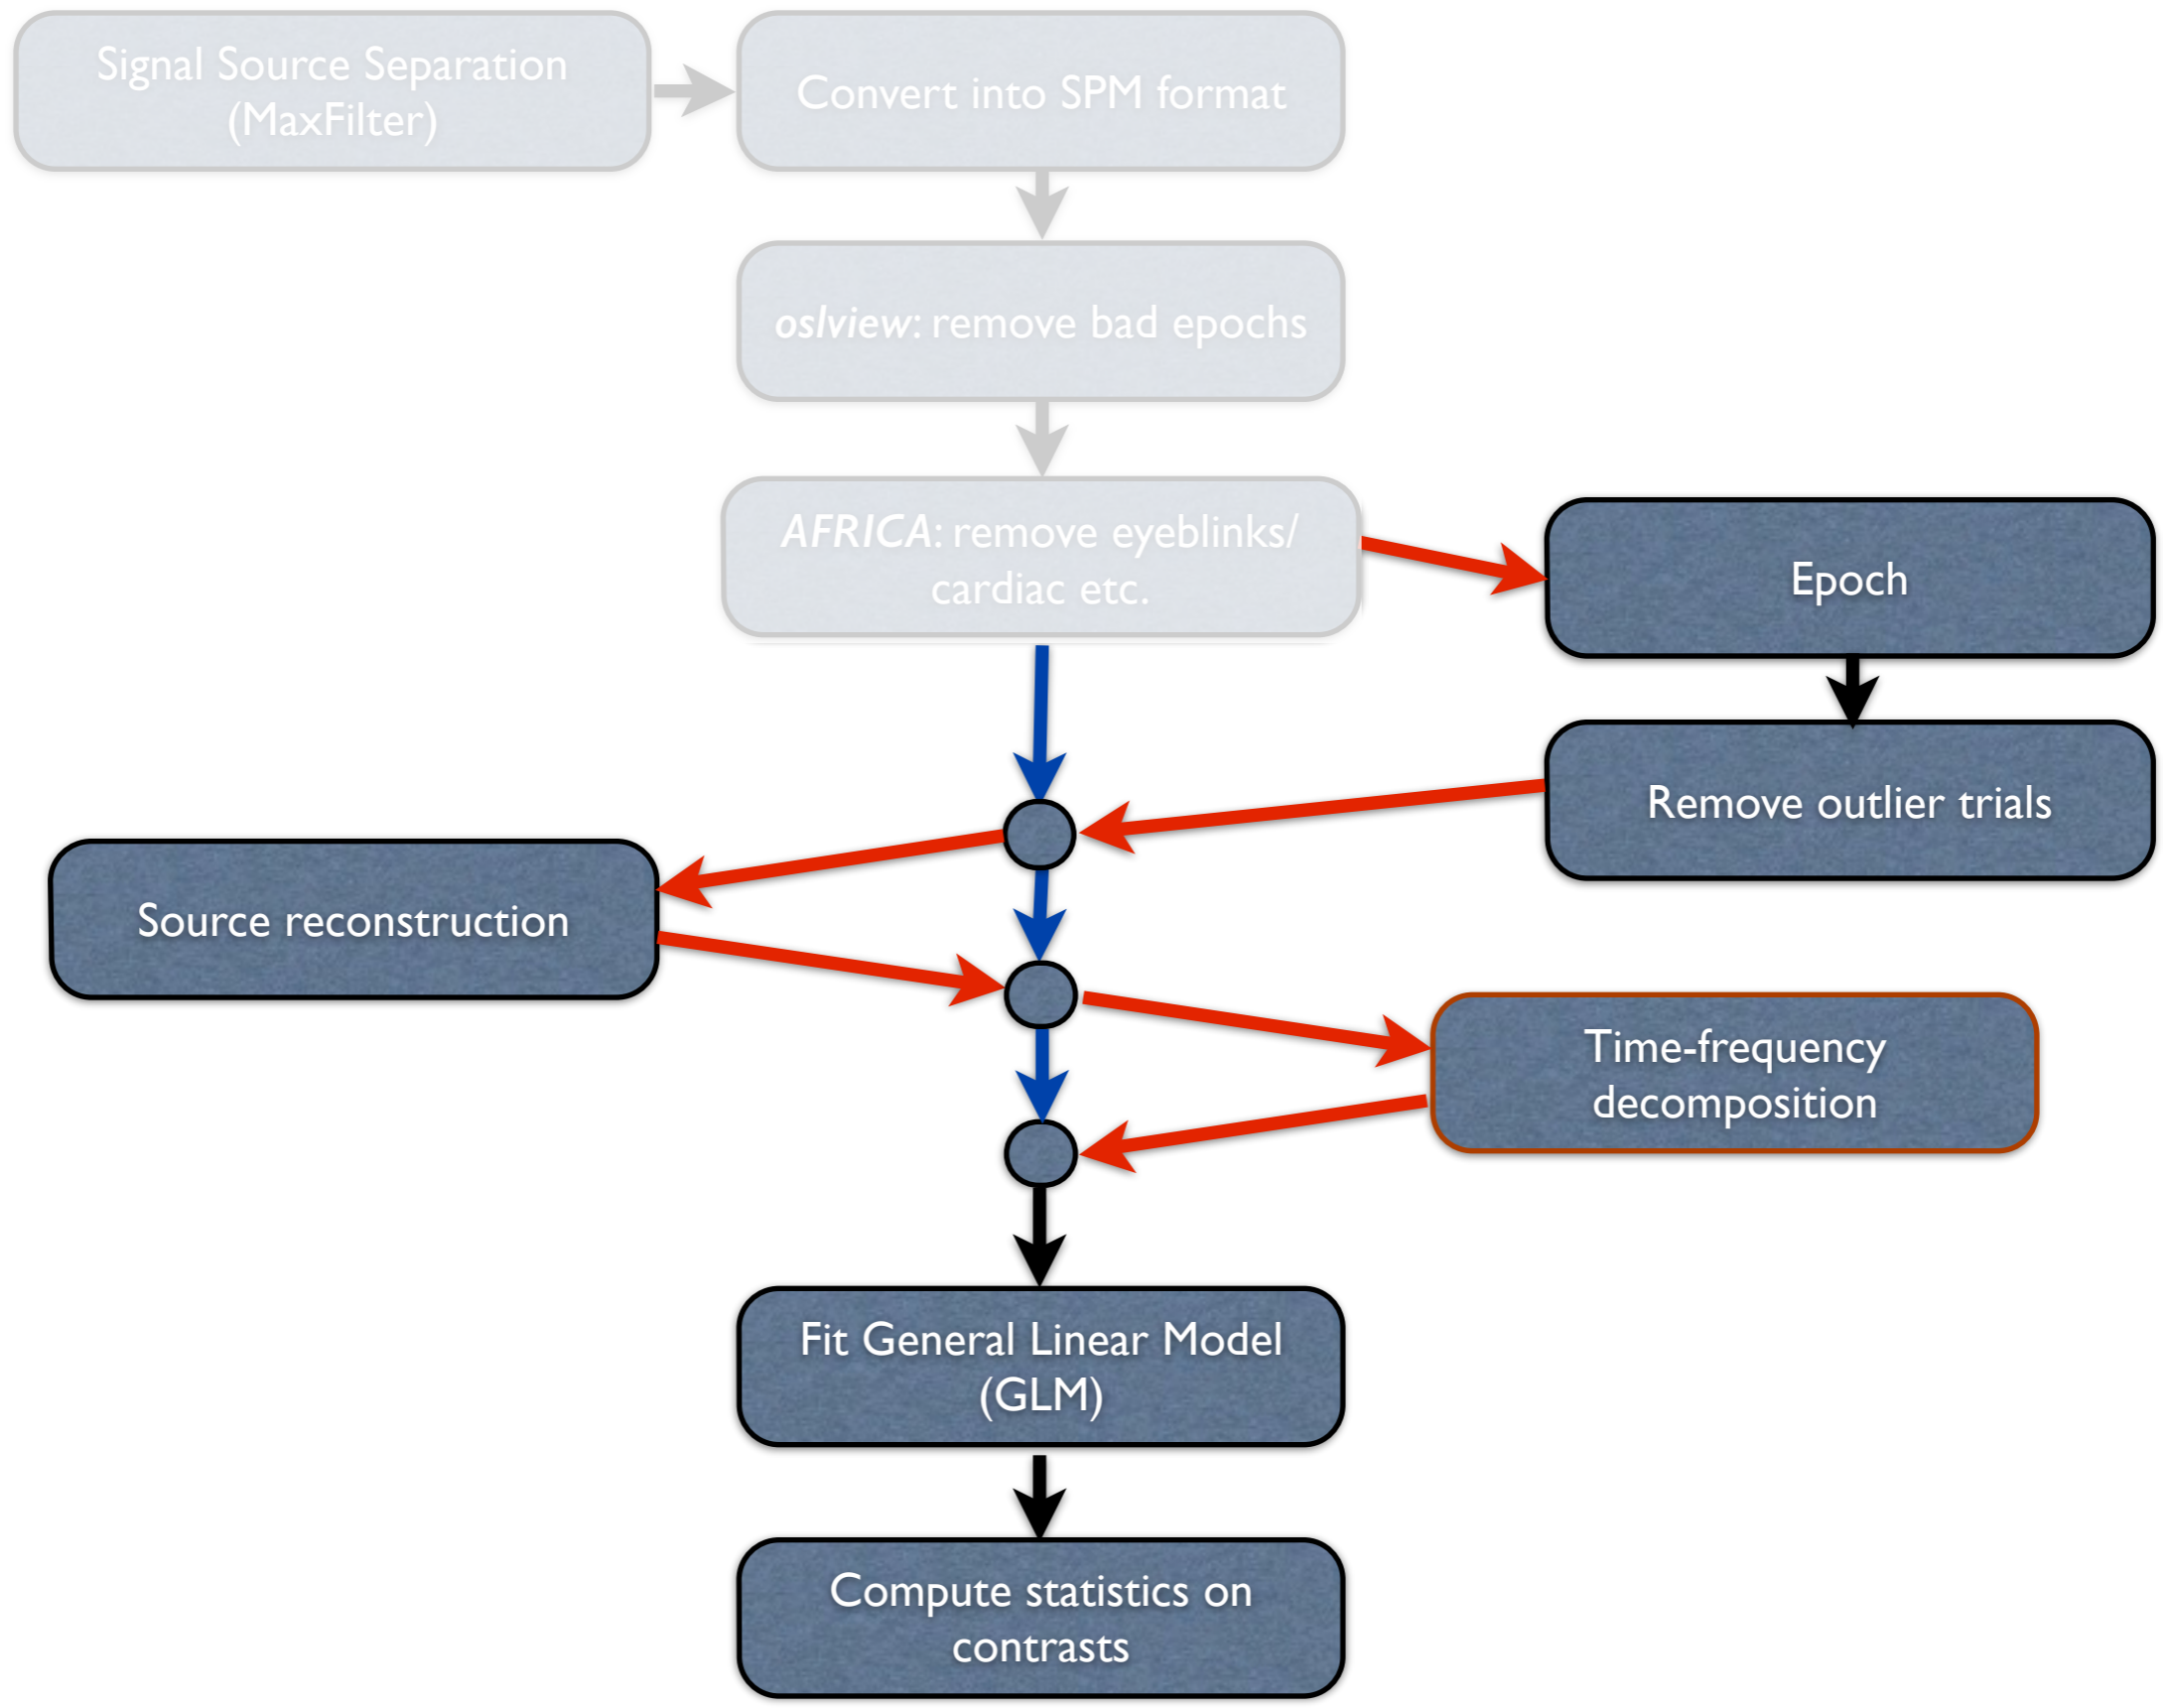 Signal Source Separation
(MaxFilter)
Convert into SPM format
oslview: remove bad epochs
AFRICA: remove eyeblinks/
cardiac etc.
Epoch
Remove outlier trials
Source reconstruction
Time-frequency
decomposition
Fit General Linear Model
(GLM)
Compute statistics on
contrasts